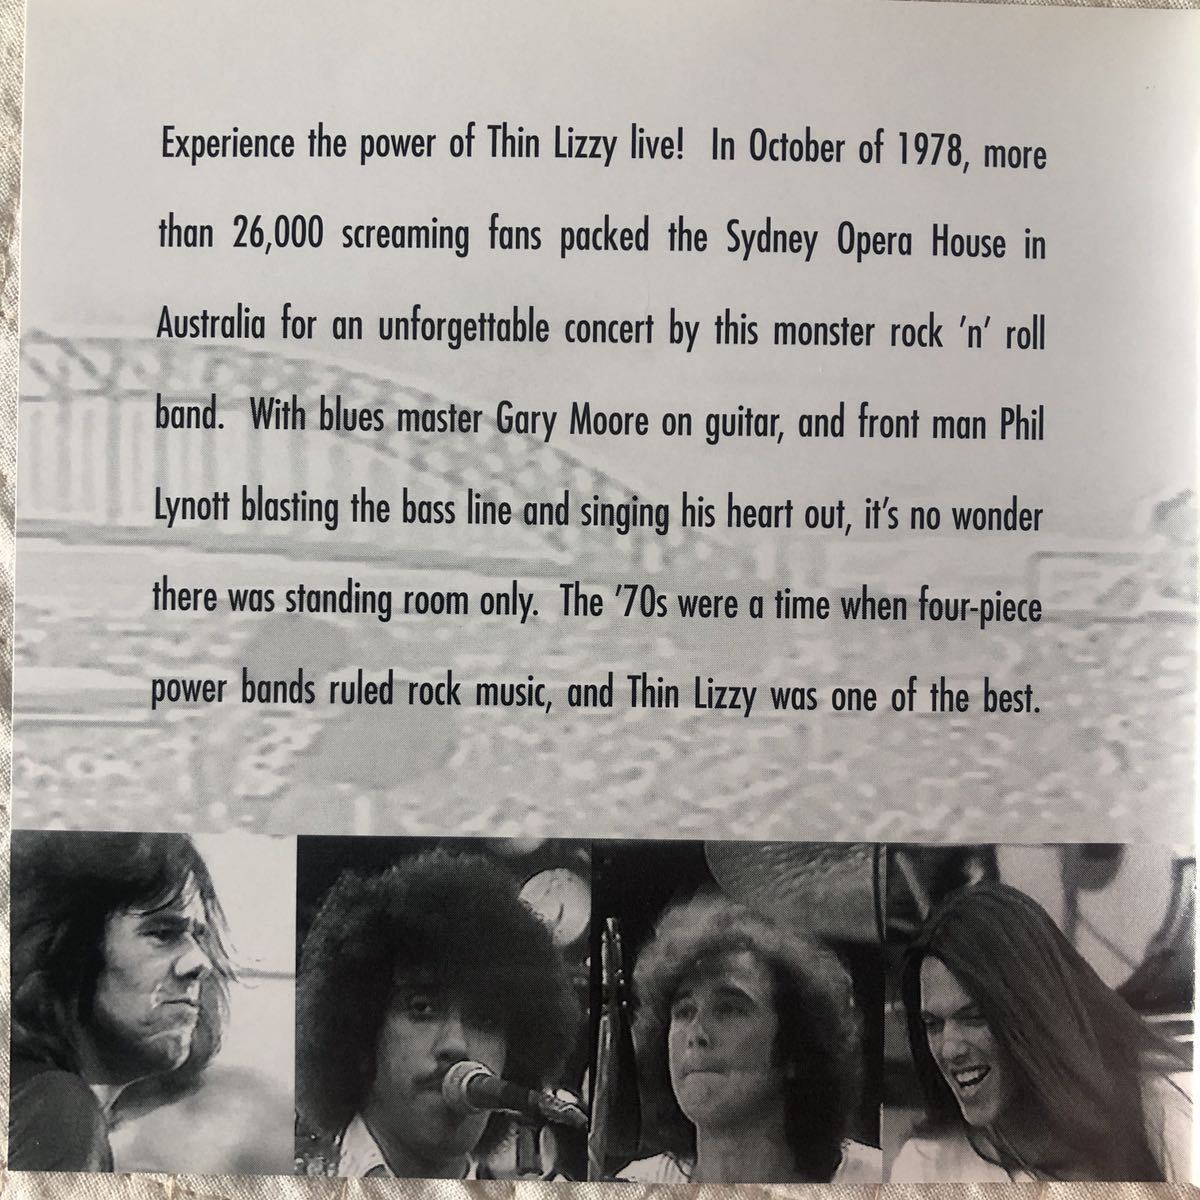 Experience the power of Thin Lizzy live! In October of 1978, more
than 26,000 screaming fans packed the Sydney Opera House in
Australia for an unforgettable concert by this monster rock 'n' roll
band. With blues master Gary Moore on guitar, and front man Phil
Lynott blasting the bass line and singing his heart out, it's no wonder
there was standing room only. The '70s were a time when four-piece
power bands ruled rock music, and Thin Lizzy was one of the best.